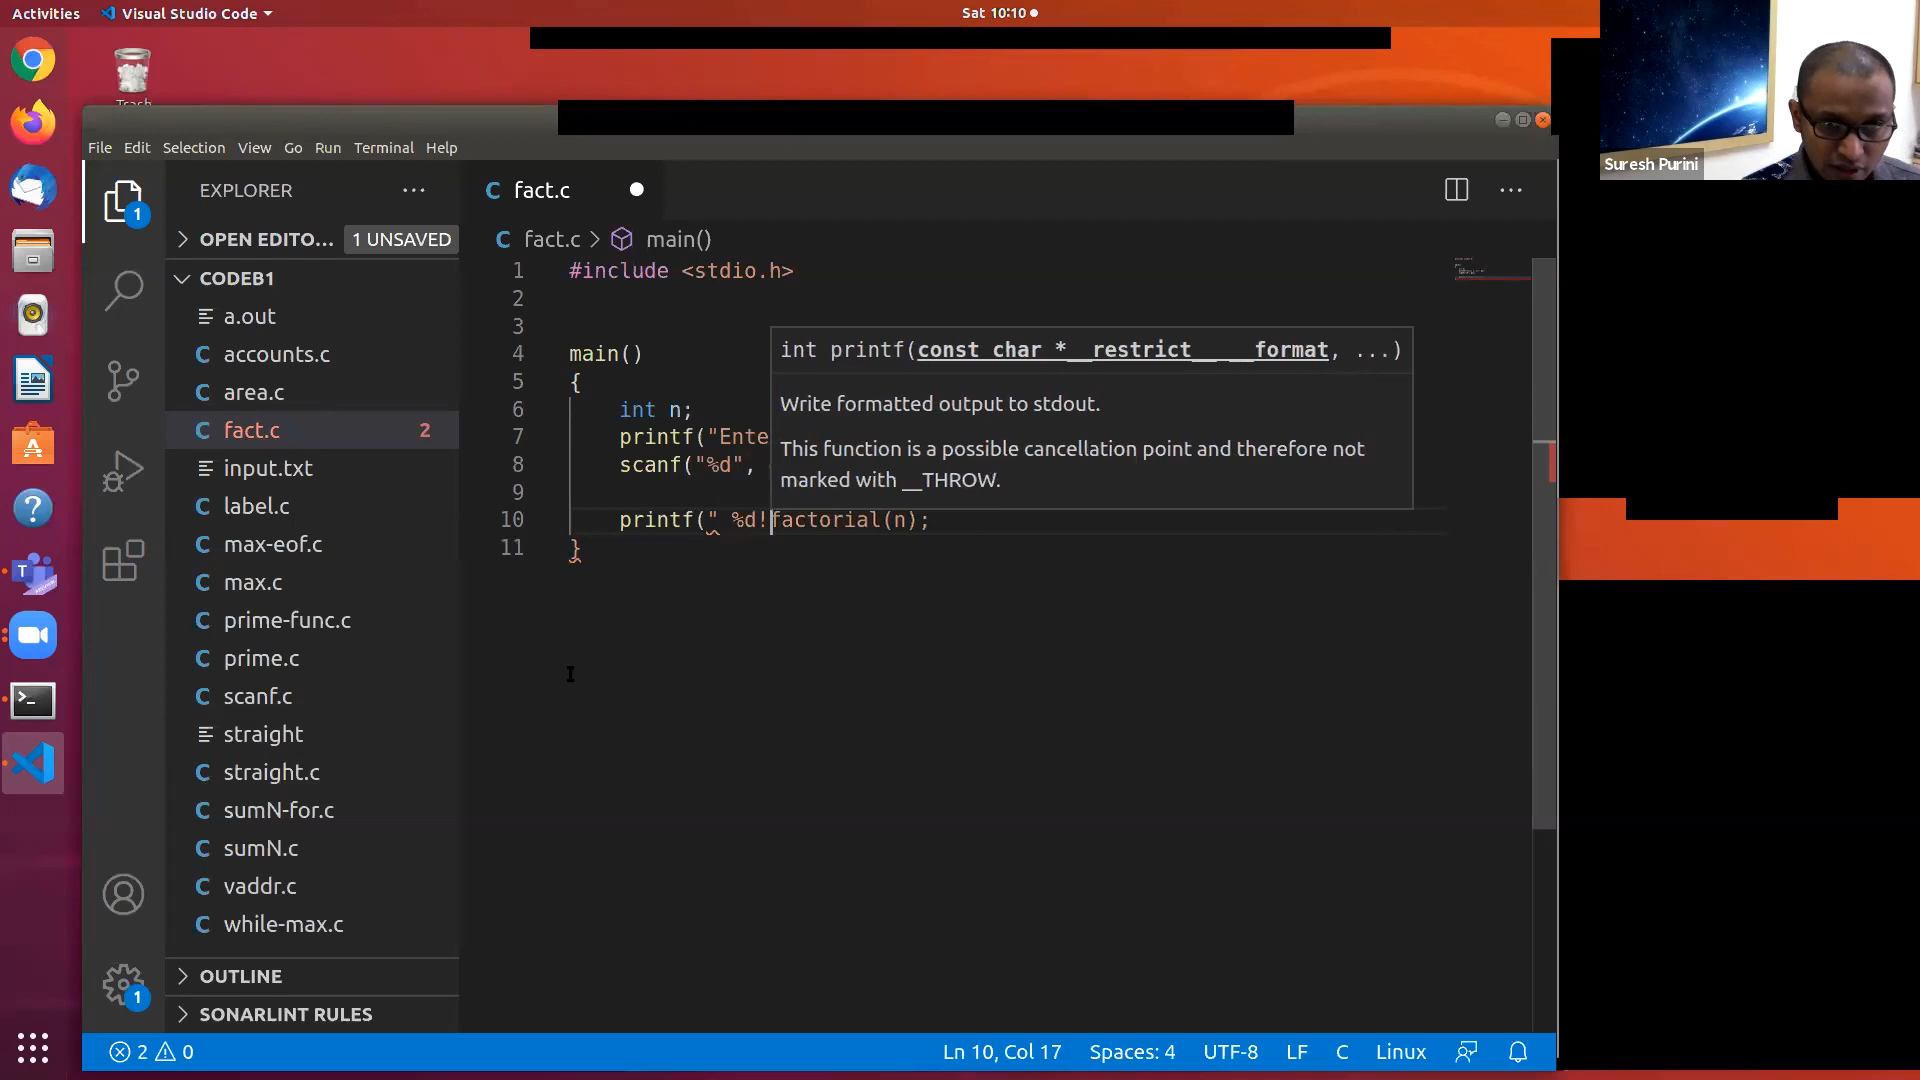 Activities
Visual Studio Code
Sat 10:10
Trash
Suresh Purini
File Edit Selection View Go Run Terminal Help
EXPLORER
OPEN EDITO... 1 UNSAVED
CODEB1
a.out
accounts.c
area.c
fact.c 2
input.txt
label.c
max-eof.c
max.c
prime-func.c
prime.c
scanf.c
straight
straight.c
sumN-for.c
sumN.c
vaddr.c
while-max.c
OUTLINE
SONARLINT RULES
1
1
C fact.c
C fact.c > main()
1 #include <stdio.h>
2
3
4 main()
5 {
6 int n;
7 printf("Ente
8 scanf("%d",
9
10 printf(" %d!factorial(n);
11 }
int printf(const char *__restrict__ __format, ...)
Write formatted output to stdout.
This function is a possible cancellation point and therefore not
marked with __THROW.
2 0
Ln 10, Col 17 Spaces: 4 UTF-8 LF C Linux